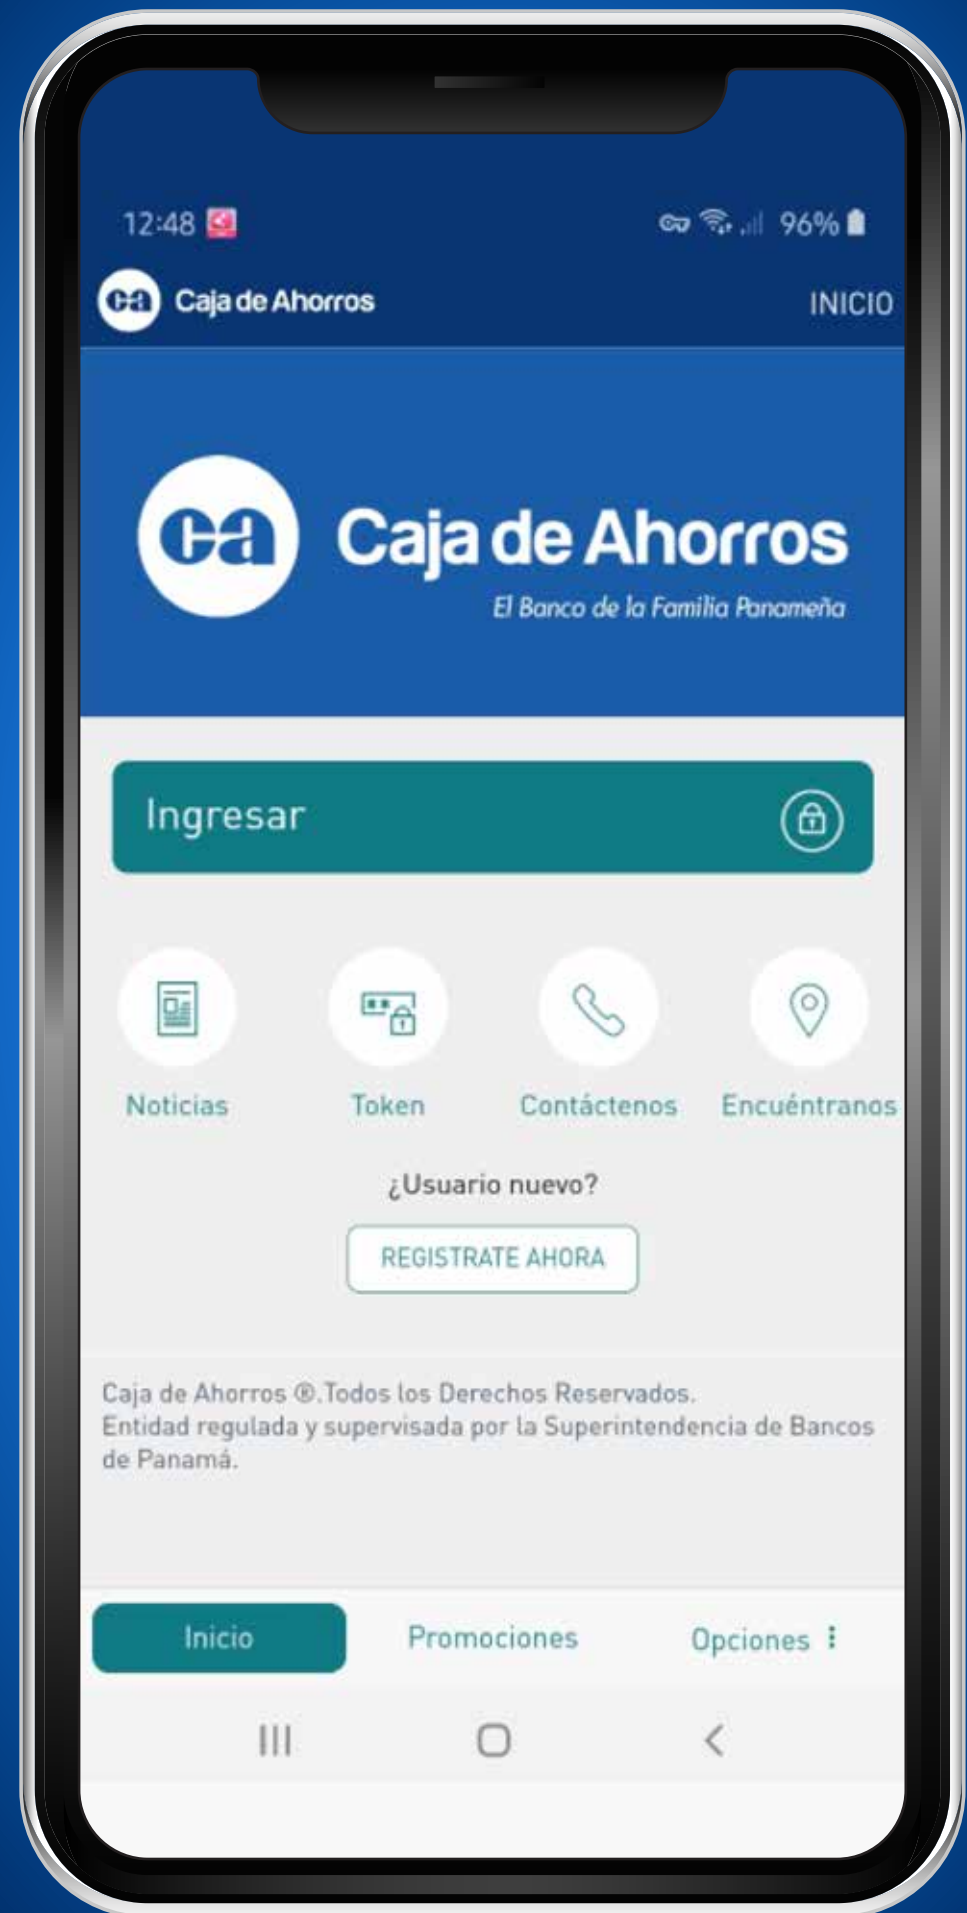 12:48
96%
ca
Caja de Ahorros
INICIO
ca
Caja de Ahorros
El Banco de la Familia Panameña
Ingresar
Noticias
Token
Contáctenos
Encuéntranos
¿Usuario nuevo?
REGISTRATE AHORA
Caja de Ahorros ®.Todos los Derechos Reservados.
Entidad regulada y supervisada por la Superintendencia de Bancos
de Panamá.
Inicio
Promociones
Opciones